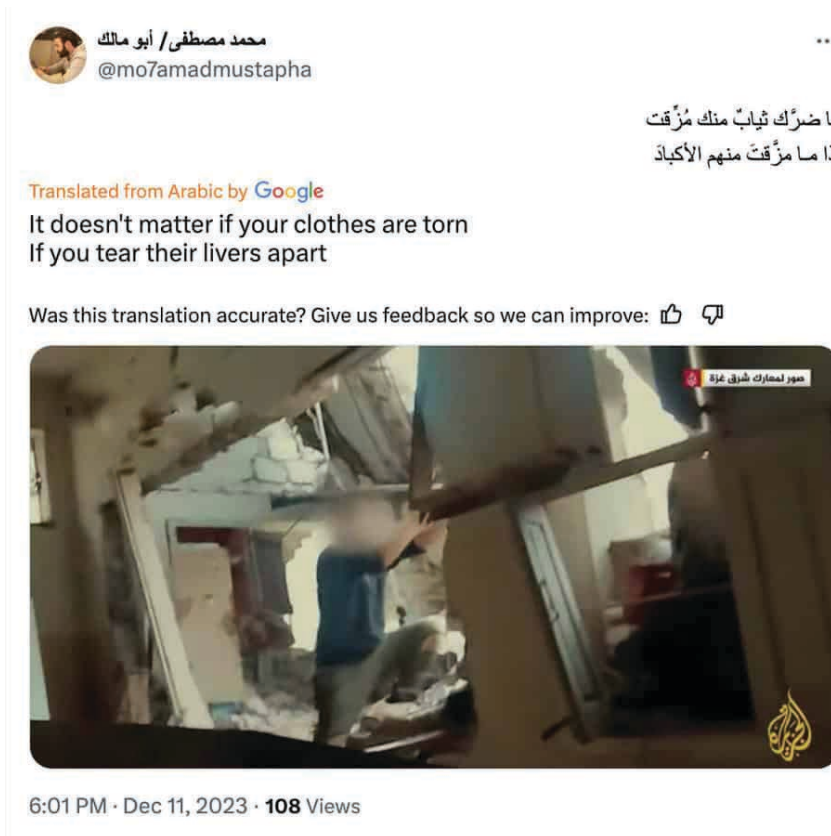 محمد مصطفى/ أبو مالك
@mo7amadmustapha
ضرَّك ثيابٌ منك مُزِّقت
ما مزَّقتَ منهم الأكبادَ
Translated from Arabic by Google
It doesn't matter if your clothes are torn
If you tear their livers apart
Was this translation accurate? Give us feedback so we can improve:
صور لمعارك شرق غزة
الجزيرة
6:01 PM · Dec 11, 2023 · 108 Views